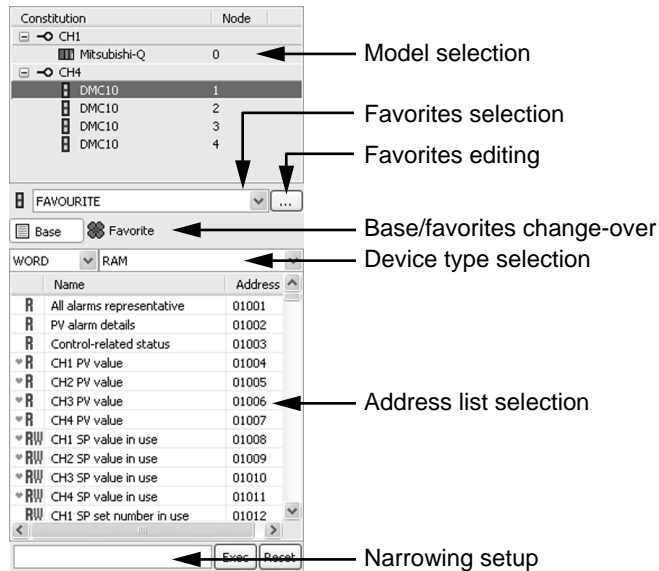 Constitution Node
CH1
Mitsubishi-Q 0 Model selection
CH4
DMC10 1
DMC10 2 Favorites selection
DMC10 3
DMC10 4 Favorites editing
FAVOURITE ...
Base Favorite Base/favorites change-over
WORD RAM Device type selection
Name Address
R All alarms representative 01001
R PV alarm details 01002
R Control-related status 01003
R CH1 PV value 01004
R CH2 PV value 01005
R CH3 PV value 01006 Address list selection
R CH4 PV value 01007
RW CH1 SP value in use 01008
RW CH2 SP value in use 01009
RW CH3 SP value in use 01010
RW CH4 SP value in use 01011
RW CH1 SP set number in use 01012
Exec Reset Narrowing setup